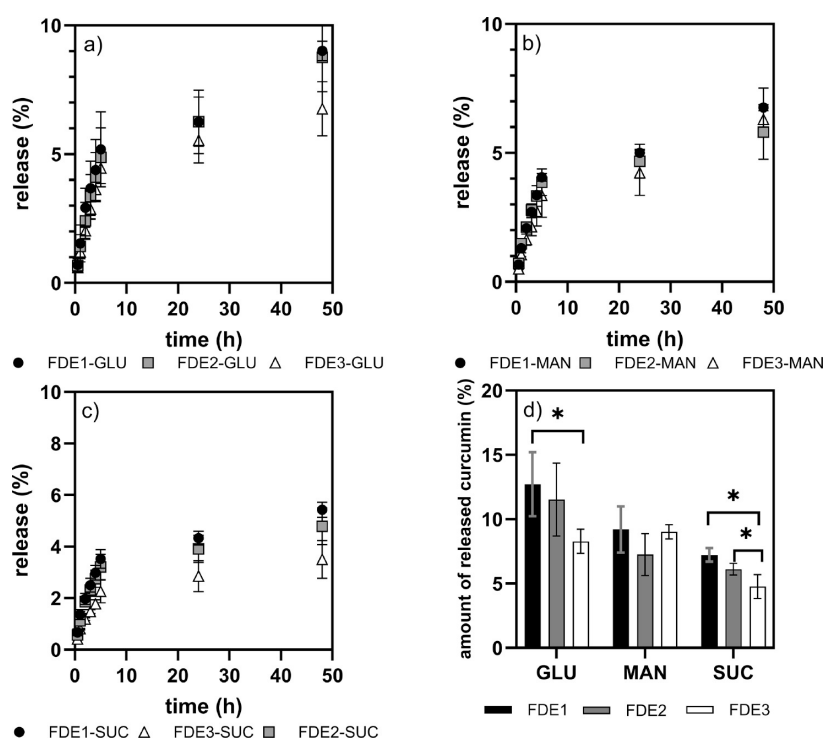 a)
release (%)
10
5
0
0 10 20 30 40 50
time (h)
FDE1-GLU FDE2-GLU FDE3-GLU
b)
release (%)
10
5
0
0 10 20 30 40 50
time (h)
FDE1-MAN FDE2-MAN FDE3-MAN
c)
release (%)
10
8
6
4
2
0
0 10 20 30 40 50
time (h)
FDE1-SUC FDE3-SUC FDE2-SUC
d)
amount of released curcumin (%)
20
15
10
5
0
*
*
*
GLU MAN SUC
FDE1 FDE2 FDE3